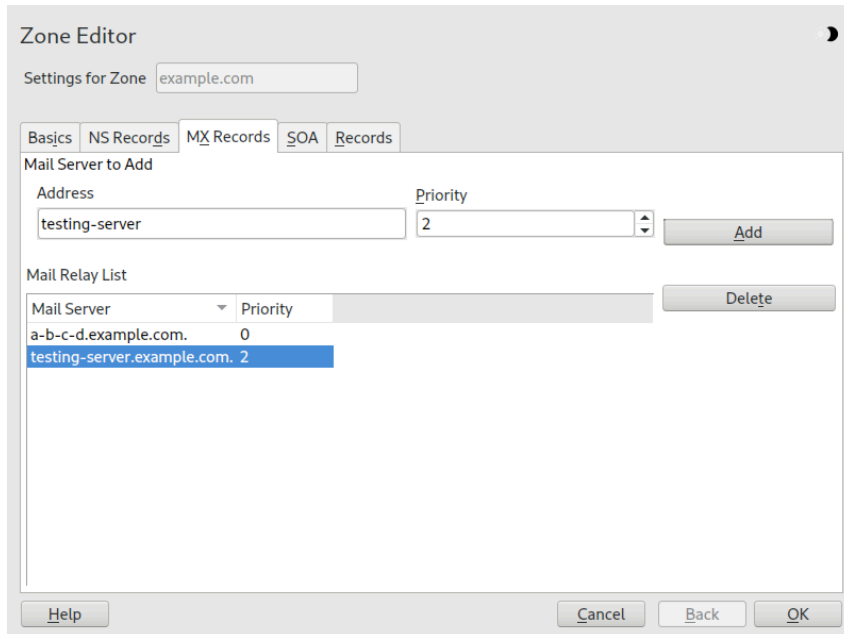 Zone Editor
Settings for Zone example.com
Basics NS Records MX Records SOA Records
Mail Server to Add
Address Priority
testing-server 2 Add
Mail Relay List
Delete
Mail Server Priority
a-b-c-d.example.com. 0
testing-server.example.com. 2
Help Cancel Back OK